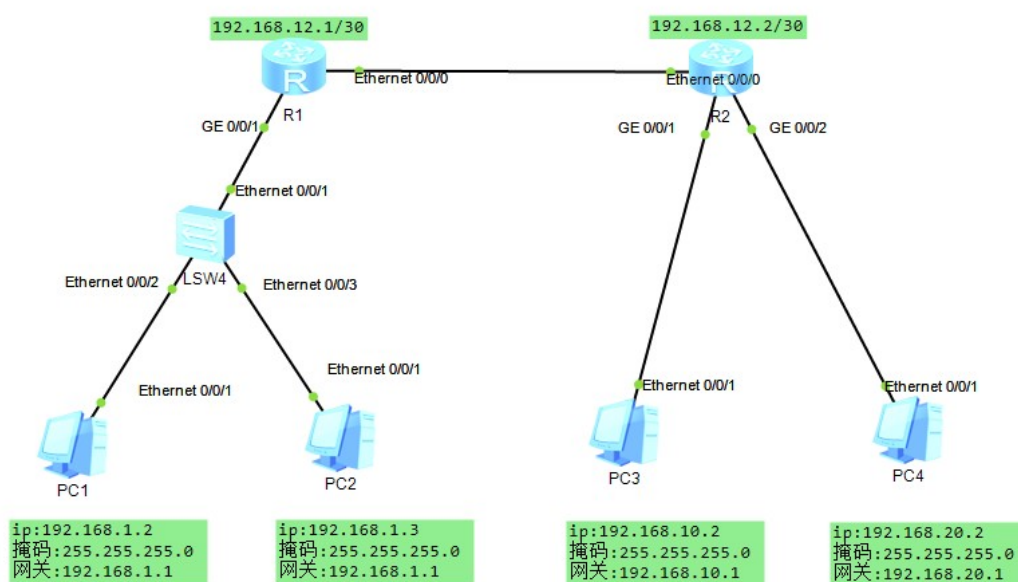 192.168.12.1/30
192.168.12.2/30
R
Ethernet 0/0/0
Ethernet 0/0/0
R
R1
R2
GE 0/0/1
GE 0/0/1
GE 0/0/2
Ethernet 0/0/1
LSW4
Ethernet 0/0/2
Ethernet 0/0/3
Ethernet 0/0/1
Ethernet 0/0/1
Ethernet 0/0/1
Ethernet 0/0/1
PC1
PC2
PC3
PC4
ip:192.168.1.2
掩码:255.255.255.0
网关:192.168.1.1
ip:192.168.1.3
掩码:255.255.255.0
网关:192.168.1.1
ip:192.168.10.2
掩码:255.255.255.0
网关:192.168.10.1
ip:192.168.20.2
掩码:255.255.255.0
网关:192.168.20.1